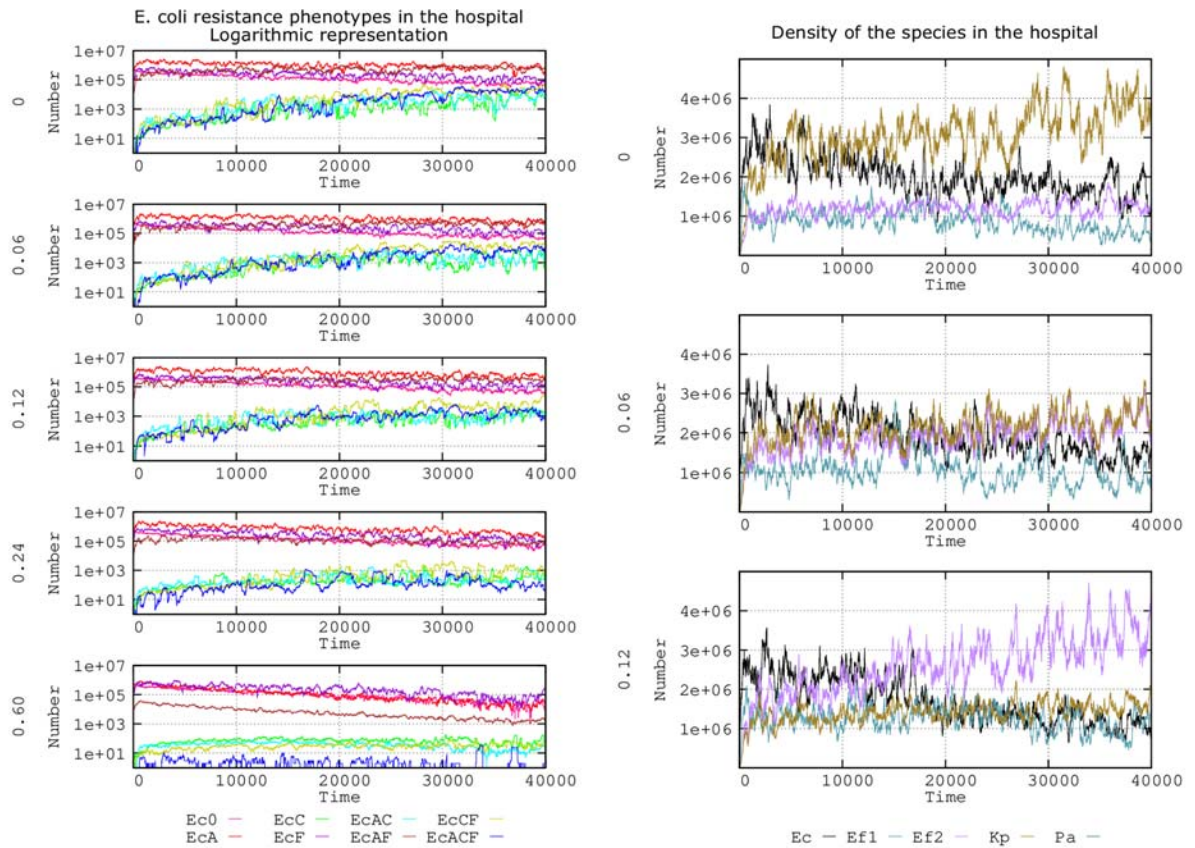 E. coli resistance phenotypes in the hospital
Logarithmic representation
0
Number
1e+07
1e+05
1e+03
1e+01
0 10000 20000 30000 40000
Time
0.06
Number
1e+07
1e+05
1e+03
1e+01
0 10000 20000 30000 40000
Time
0.12
Number
1e+07
1e+05
1e+03
1e+01
0 10000 20000 30000 40000
Time
0.24
Number
1e+07
1e+05
1e+03
1e+01
0 10000 20000 30000 40000
Time
0.60
Number
1e+07
1e+05
1e+03
1e+01
0 10000 20000 30000 40000
Time
Ec0 EcC EcAC EcCF
EcA EcF EcAF EcACF
Density of the species in the hospital
0
Number
4e+06
3e+06
2e+06
1e+06
0 10000 20000 30000 40000
Time
0.06
Number
4e+06
3e+06
2e+06
1e+06
0 10000 20000 30000 40000
Time
0.12
Number
4e+06
3e+06
2e+06
1e+06
0 10000 20000 30000 40000
Time
Ec Ef1 Ef2 Kp Pa